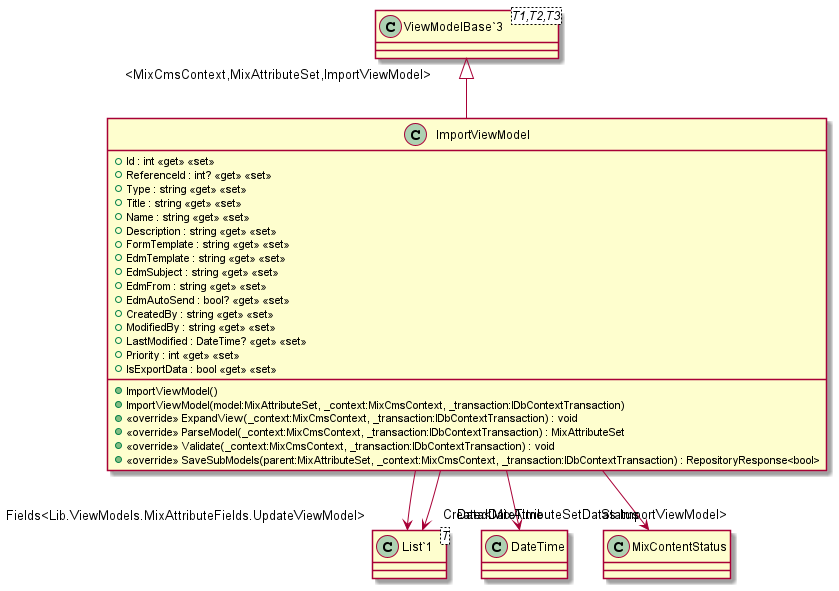 ViewModelBase`3
T1,T2,T3
<MixCmsContext,MixAttributeSet,ImportViewModel>
C
ImportViewModel
Id : int «get» «set»
ReferenceId : int? «get» «set»
Type : string «get» «set»
Title : string «get» «set»
Name : string «get» «set»
Description : string «get» «set»
FormTemplate : string «get» «set»
EdmTemplate : string «get» «set»
EdmSubject : string «get» «set»
EdmFrom : string «get» «set»
EdmAutoSend : bool? «get» «set»
CreatedBy : string «get» «set»
ModifiedBy : string «get» «set»
LastModified : DateTime? «get» «set»
Priority : int «get» «set»
IsExportData : bool «get» «set»
ImportViewModel()
ImportViewModel(model:MixAttributeSet, _context:MixCmsContext, _transaction:IDbContextTransaction)
«override» ExpandView(_context:MixCmsContext, _transaction:IDbContextTransaction) : void
«override» ParseModel(_context:MixCmsContext, _transaction:IDbContextTransaction) : MixAttributeSet
«override» Validate(_context:MixCmsContext, _transaction:IDbContextTransaction) : void
«override» SaveSubModels(parent:MixAttributeSet, _context:MixCmsContext, _transaction:IDbContextTransaction) : RepositoryResponse<bool>
Fields<Lib.ViewModels.MixAttributeFields.UpdateViewModel>
CreatedDateTime
Data<MixAttributeSetDatas.ImportViewModel>
Status
C
List`1
T
C
DateTime
C
MixContentStatus